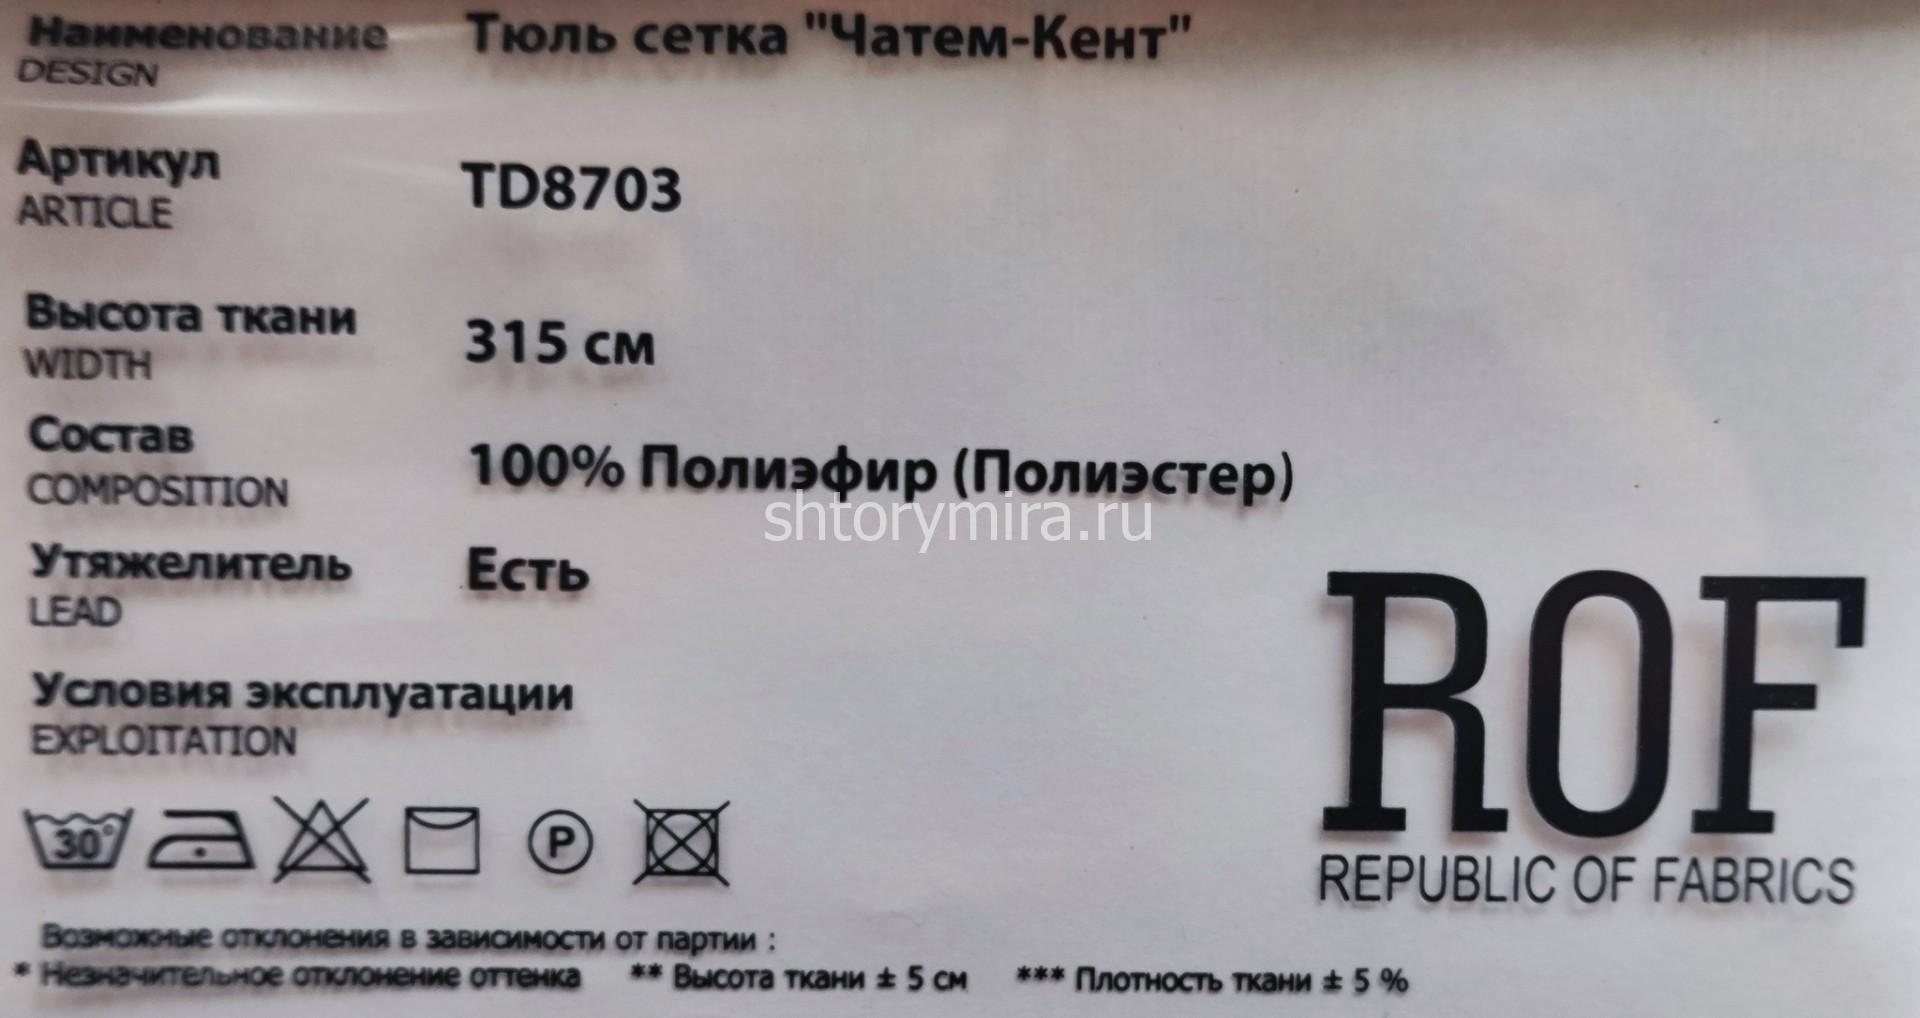 Наименование Тюль сетка "Чатем-Кент"
DESIGN
Артикул TD8703
ARTICLE
Высота ткани 315 см
WIDTH
Состав 100% Полиэфир (Полиэстер)
COMPOSITION
shtorymira.ru
Утяжелитель Есть
LEAD
Условия эксплуатации
EXPLOITATION
ROF
REPUBLIC OF FABRICS
30° P
Возможные отклонения в зависимости от партии :
* Незначительное отклонение оттенка ** Высота ткани ± 5 см *** Плотность ткани ± 5 %